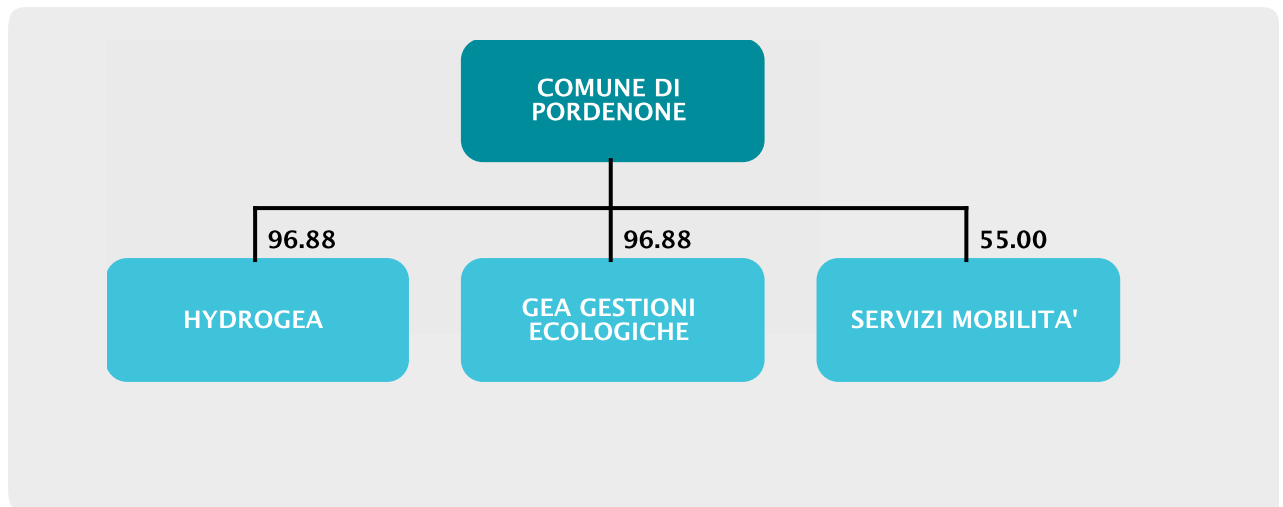 COMUNE DI
PORDENONE
96.88
96.88
55.00
HYDROGEA
GEA GESTIONI
ECOLOGICHE
SERVIZI MOBILITA'